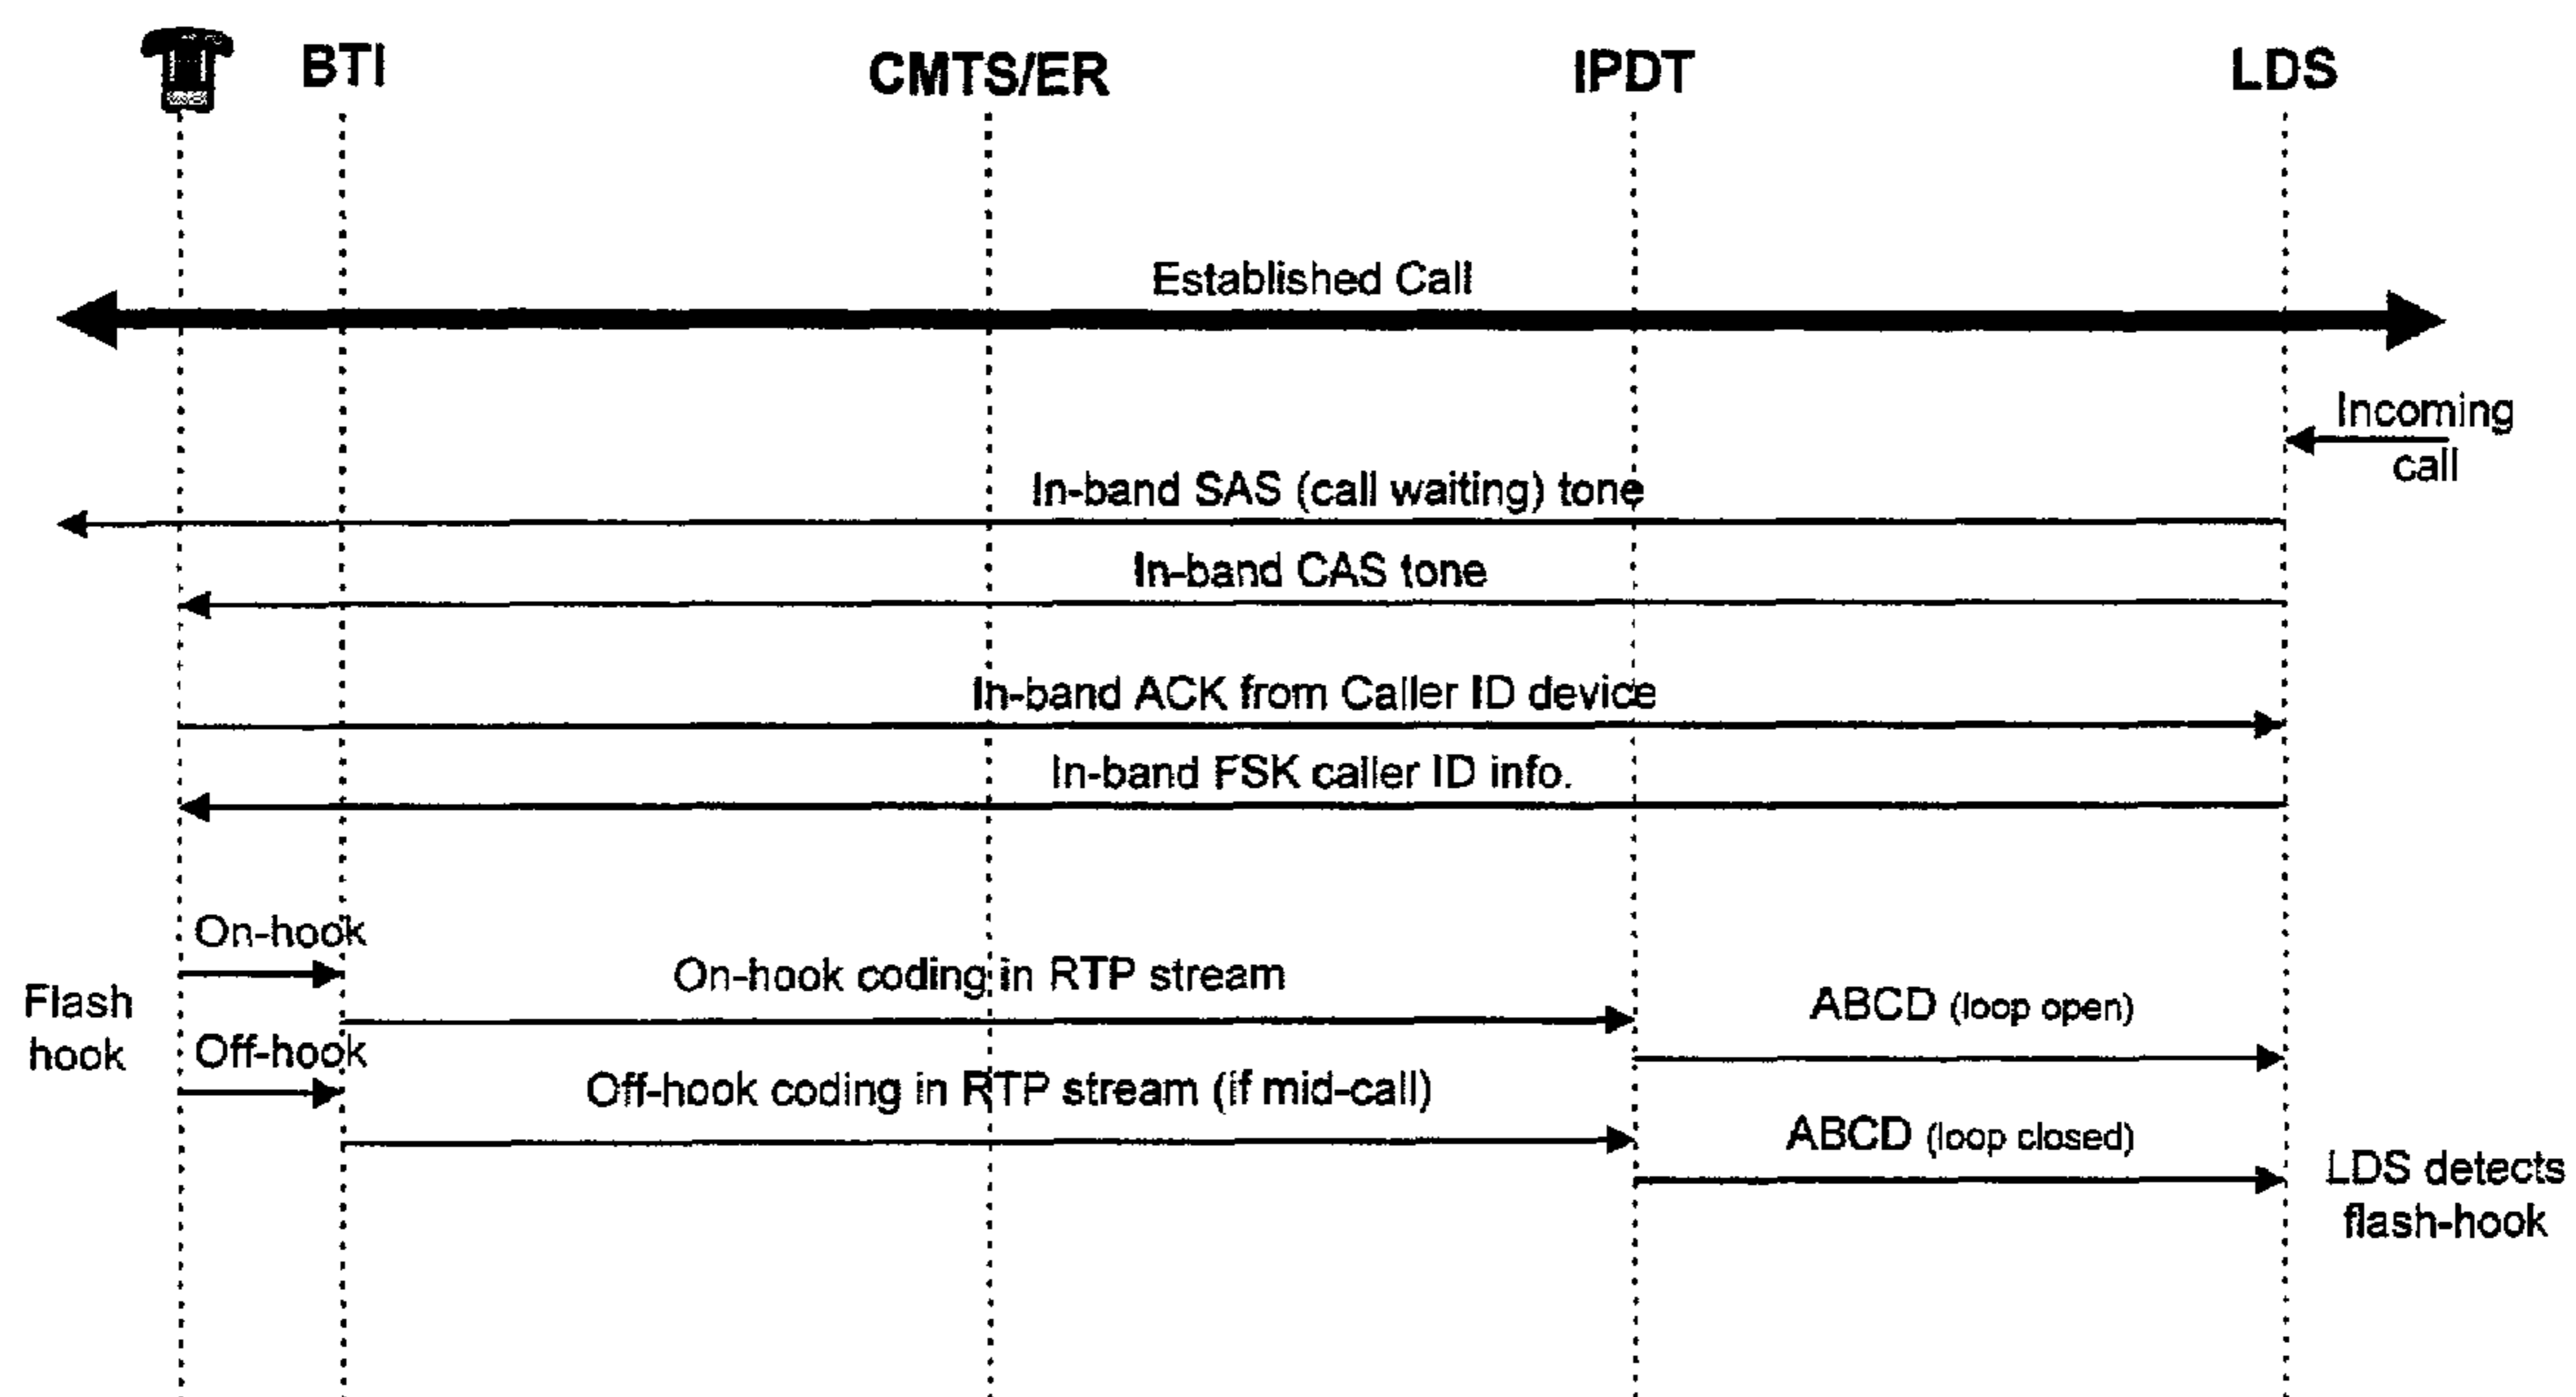 BTI CMTS/ER IPDT LDS
Established Call
Incoming
call
In-band SAS (call waiting) tone
In-band CAS tone
In-band ACK from Caller ID device
In-band FSK caller ID info.
On-hook
On-hook coding in RTP stream
Flash
hook
ABCD (loop open)
Off-hook
Off-hook coding in RTP stream (if mid-call)
ABCD (loop closed)
LDS detects
flash-hook